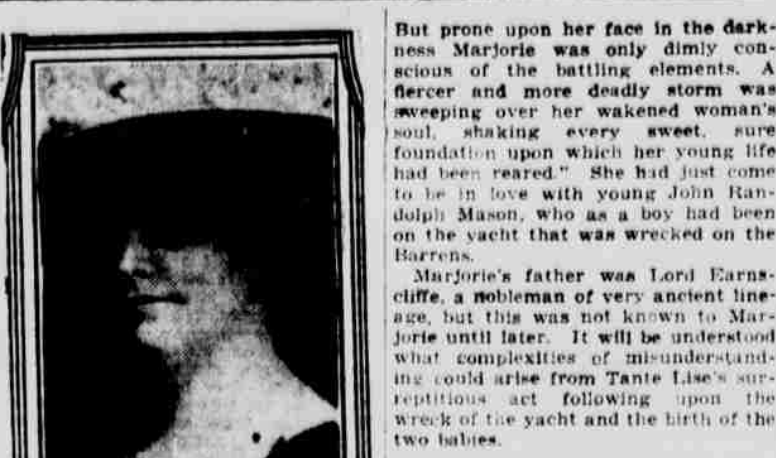 But prone upon her face in the dark-
ness Marjorie was only dimly con-
scious of the battling elements. A
fiercer and more deadly storm was
sweeping over her wakened woman's
soul, shaking every sweet, sure
foundation upon which her young life
had been reared." She had just come
to be in love with young John Ran-
dolph Mason, who as a boy had been
on the yacht that was wrecked on the
Barrens.
Marjorie's father was Lord Earns-
cliffe, a nobleman of very ancient line-
age, but this was not known to Mar-
jorie until later. It will be understood
what complexities of misunderstand-
ing could arise from Tante Lise's sur-
reptitious act following upon the
wreck of the yacht and the birth of the
two babies.